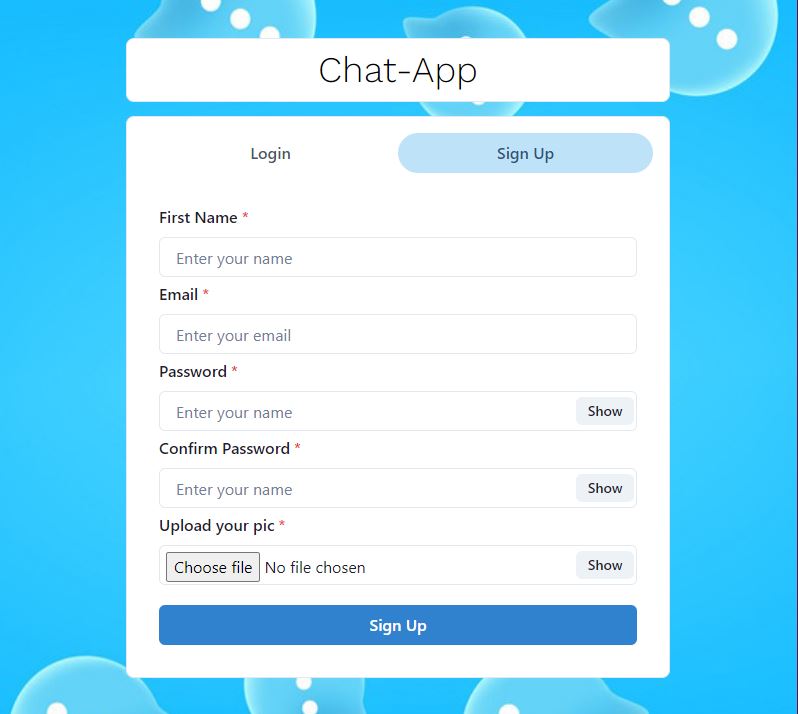 Chat-App
Login Sign Up
First Name *
Enter your name
Email *
Enter your email
Password *
Enter your name Show
Confirm Password *
Enter your name Show
Upload your pic *
Choose file No file chosen Show
Sign Up